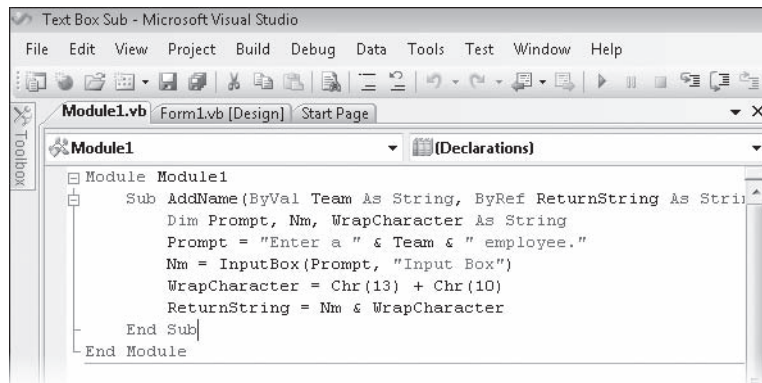 Text Box Sub - Microsoft Visual Studio
File Edit View Project Build Debug Data Tools Test Window Help
Module1.vb Form1.vb [Design] Start Page
Toolbox
Module1 (Declarations)
Module Module1
Sub AddName(ByVal Team As String, ByRef ReturnString As Strin
Dim Prompt, Nm, WrapCharacter As String
Prompt = "Enter a " & Team & " employee."
Nm = InputBox(Prompt, "Input Box")
WrapCharacter = Chr(13) + Chr(10)
ReturnString = Nm & WrapCharacter
End Sub
End Module